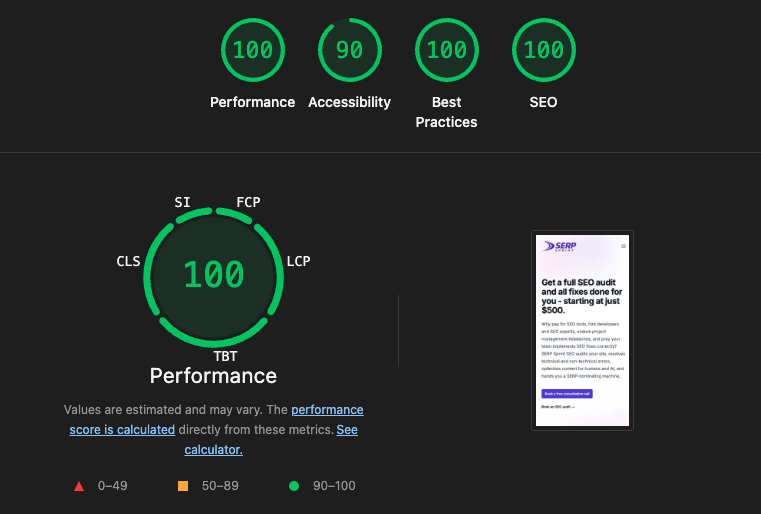 100
90
100
100
Performance
Accessibility
Best
Practices
SEO
SI
FCP
CLS
LCP
100
TBT
Performance
Values are estimated and may vary. The performance
score is calculated directly from these metrics. See
calculator.
0–49
50–89
90–100
SERP
SPRINT
Get a full SEO audit
and all fixes done for
you - starting at just
$500.
Why pay for SEO tools, hire developers
and SEO experts, endure project
management headaches, and pray your
team implements SEO fixes correctly?
SERP Sprint SEO audits your site, resolves
technical and non-technical errors,
optimizes content for humans and AI, and
hands you a SERP-dominating machine.
Book a free consultation call
Book an SEO audit →